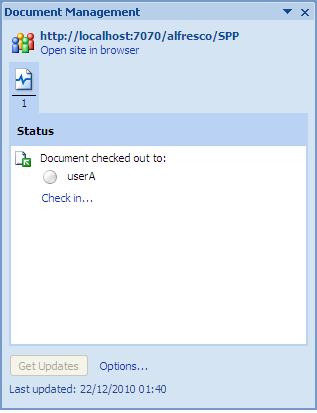 Document Management
http://localhost:7070/alfresco/SPP
Open site in browser
1
Status
Document checked out to:
userA
Check in...
Get Updates
Options...
Last updated: 22/12/2010 01:40